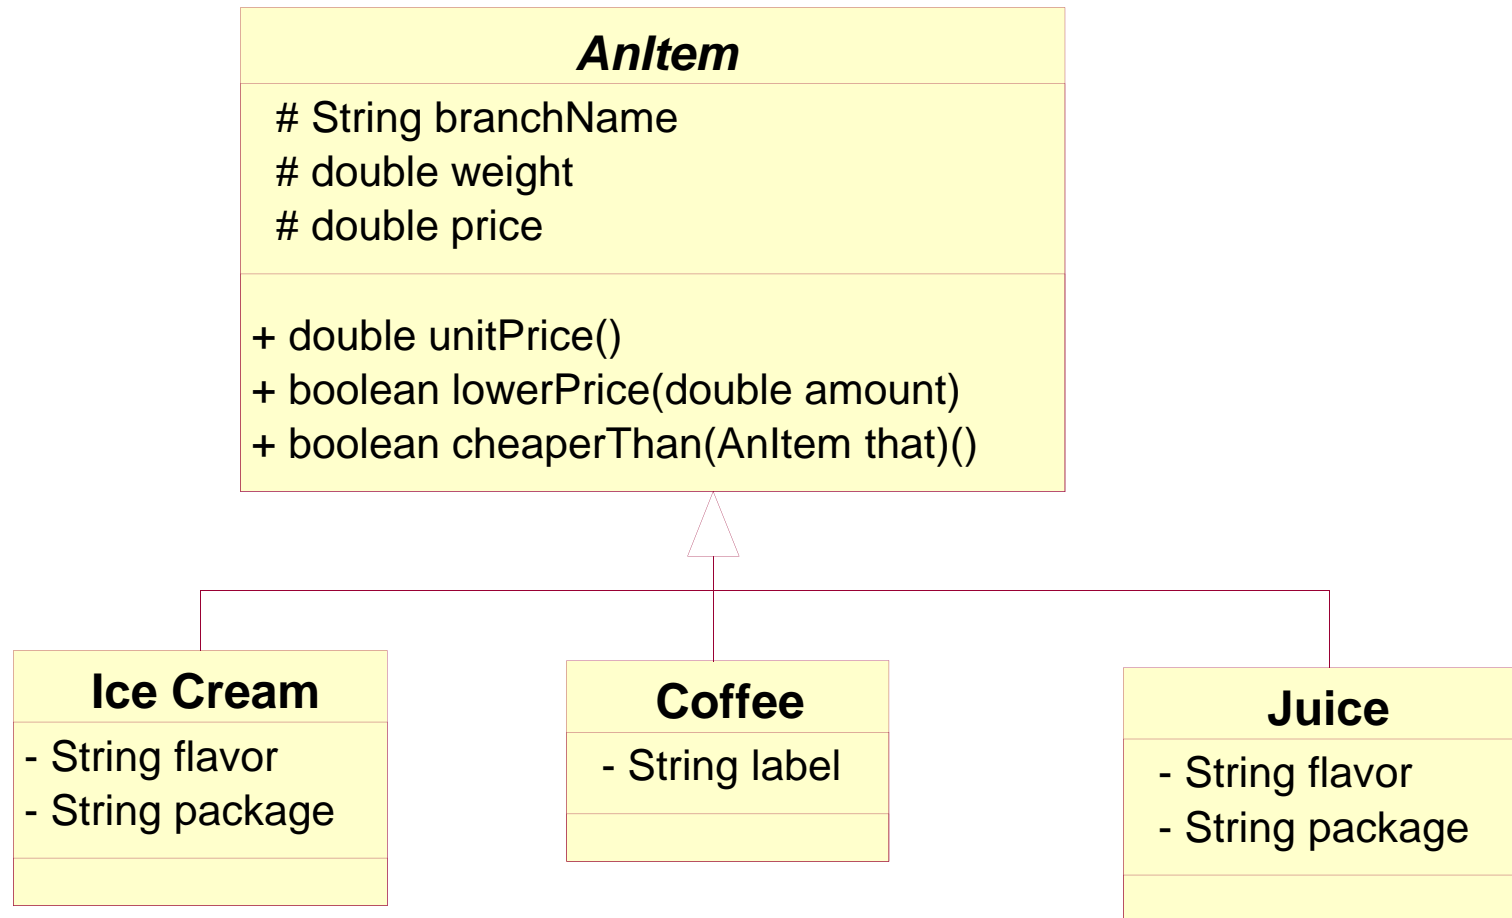 AnItem
# String branchName
# double weight
# double price
+ double unitPrice()
+ boolean lowerPrice(double amount)
+ boolean cheaperThan(AnItem that)()
Ice Cream
- String flavor
- String package
Coffee
- String label
Juice
- String flavor
- String package